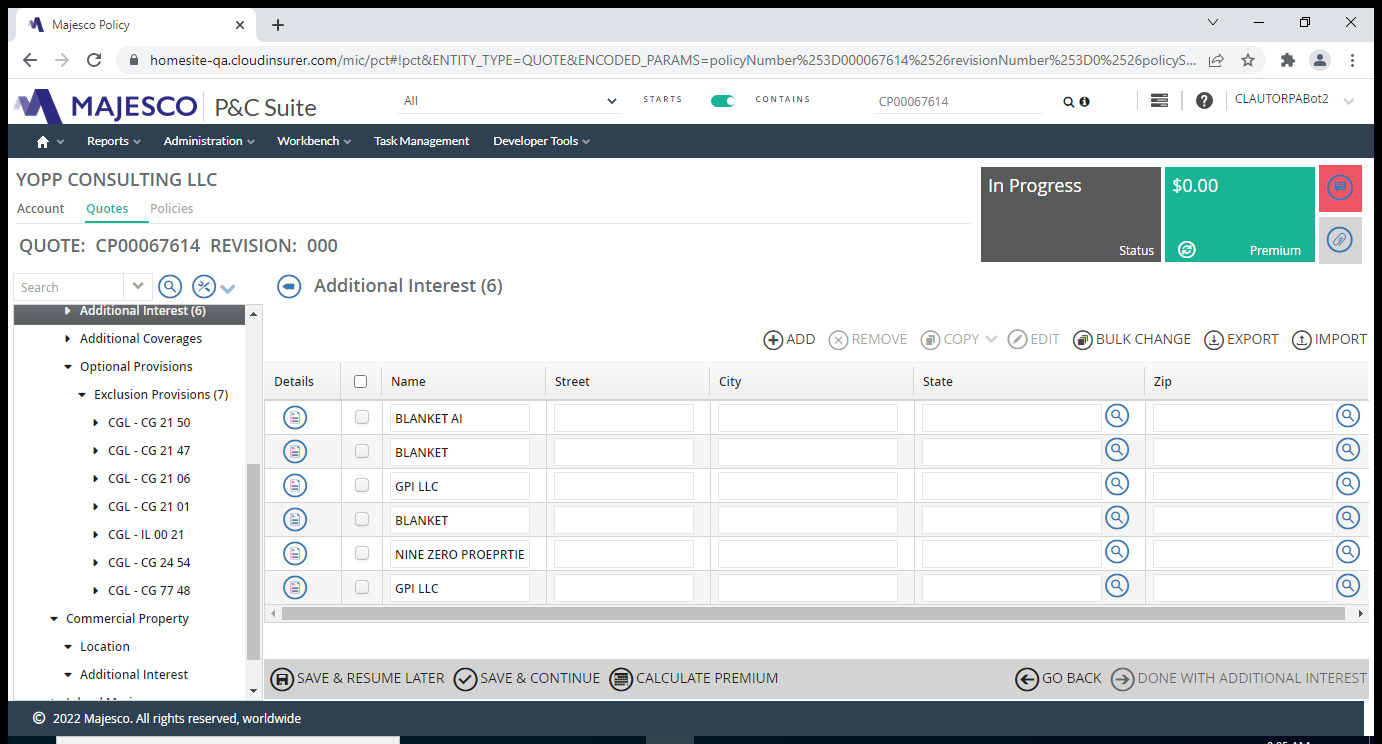 Majesco Policy
homesite-qa.cloudinsurer.com/mic/pct#!pct&ENTITY_TYPE=QUOTE&ENCODED_PARAMS=policyNumber%253D000067614%2526revisionNumber%253D0%2526policyS...
MAJESCO P&C Suite
All
STARTS
CONTAINS
CP00067614
CLAUTORPABot2
Reports Administration Workbench Task Management Developer Tools
YOPP CONSULTING LLC
Account Quotes Policies
In Progress
Status
$0.00
Premium
QUOTE: CP00067614 REVISION: 000
Search
Additional Interest (6)
Additional Interest (6)
Additional Coverages
Optional Provisions
Exclusion Provisions (7)
CGL - CG 21 50
CGL - CG 21 47
CGL - CG 21 06
CGL - CG 21 01
CGL - IL 00 21
CGL - CG 24 54
CGL - CG 77 48
Commercial Property
Location
Additional Interest
ADD REMOVE COPY EDIT BULK CHANGE EXPORT IMPORT
Details Name Street City State Zip
BLANKET AI
BLANKET
GPI LLC
BLANKET
NINE ZERO PROEPRTIE
GPI LLC
SAVE & RESUME LATER SAVE & CONTINUE CALCULATE PREMIUM GO BACK DONE WITH ADDITIONAL INTEREST
© 2022 Majesco. All rights reserved, worldwide